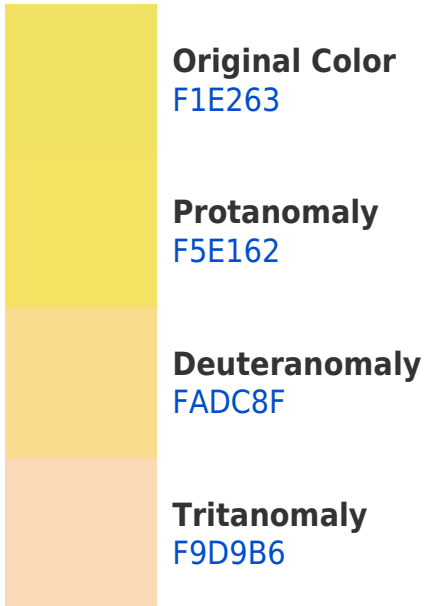 Original Color
F1E263
Protanomaly
F5E162
Deuteranomaly
FADC8F
Tritanomaly
F9D9B6